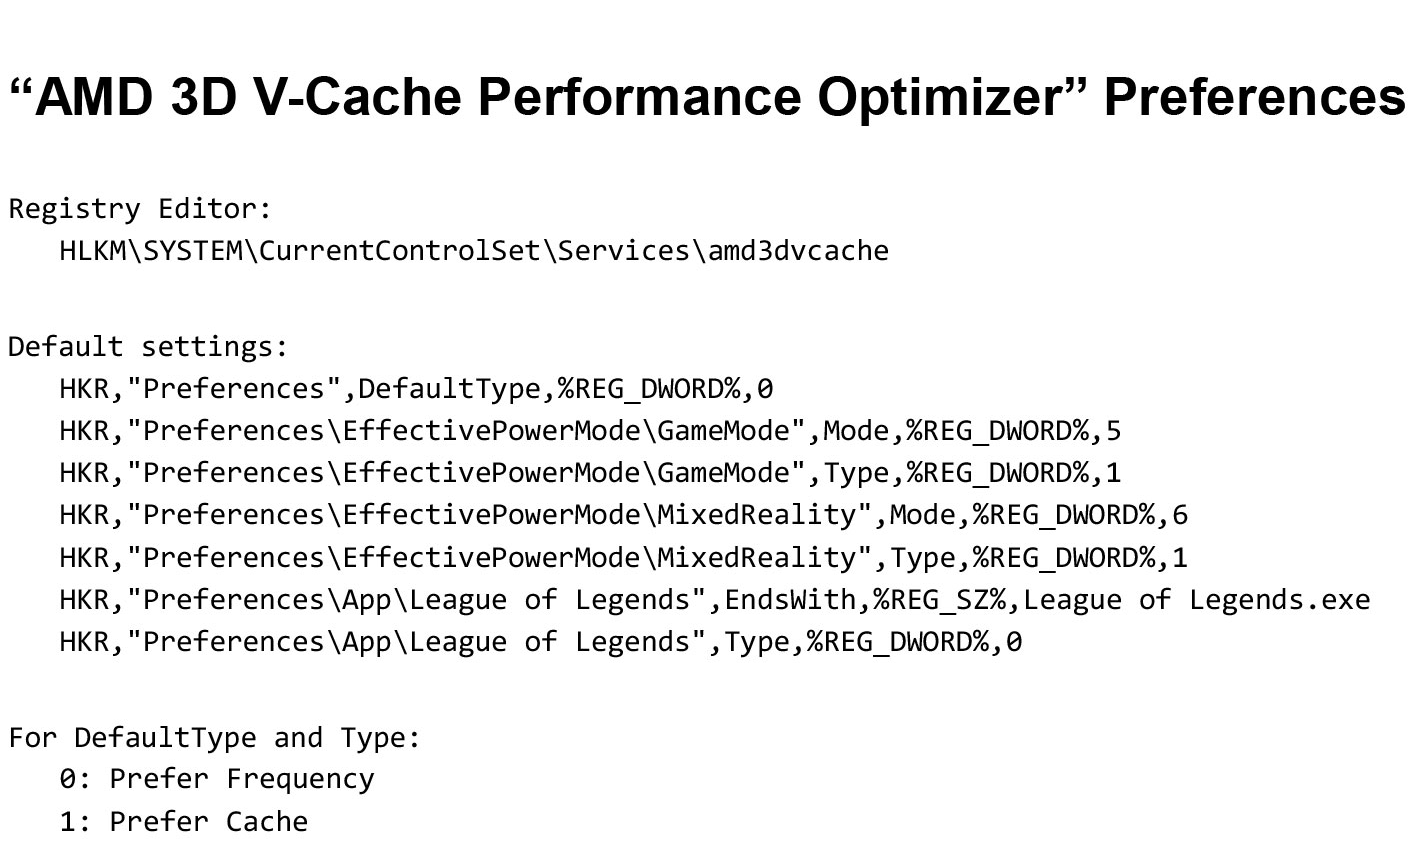 “AMD 3D V-Cache Performance Optimizer” Preferences
Registry Editor:
HLKM\SYSTEM\CurrentControlSet\Services\amd3dvcache
Default settings:
HKR,"Preferences",DefaultType,%REG_DWORD%,0
HKR,"Preferences\EffectivePowerMode\GameMode",Mode,%REG_DWORD%,5
HKR,"Preferences\EffectivePowerMode\GameMode",Type,%REG_DWORD%,1
HKR,"Preferences\EffectivePowerMode\MixedReality",Mode,%REG_DWORD%,6
HKR,"Preferences\EffectivePowerMode\MixedReality",Type,%REG_DWORD%,1
HKR,"Preferences\App\League of Legends",EndsWith,%REG_SZ%,League of Legends.exe
HKR,"Preferences\App\League of Legends",Type,%REG_DWORD%,0
For DefaultType and Type:
0: Prefer Frequency
1: Prefer Cache